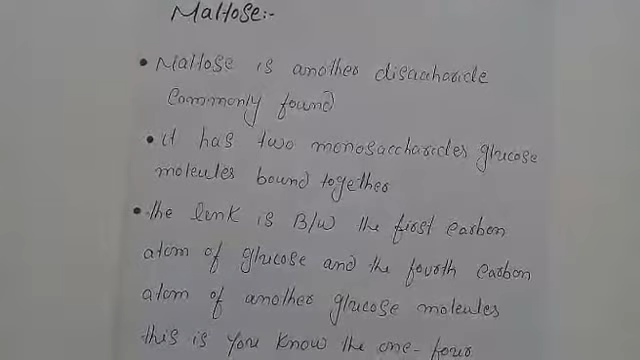 Maltose:-
• Maltose is another disaccharide
Commonly found
• it has two monosaccharides glucose
molecules bound together
• the link is B/W the first carbon
atom of glucose and the fourth carbon
atom of another glucose molecules
this is you know the one-four